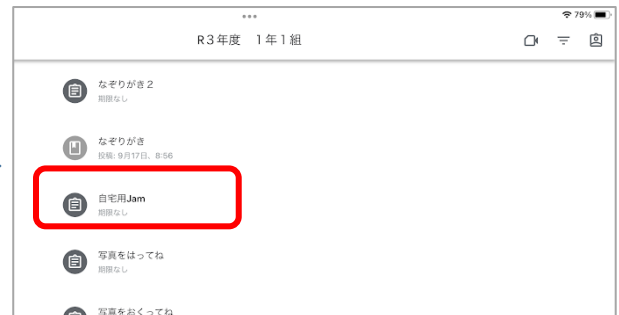 79%
R3年度 1年1組
なぞりがき2
期限なし
なぞりがき
投稿: 9月17日、8:56
自宅用Jam
期限なし
写真をはってね
期限なし
写真をおくってね